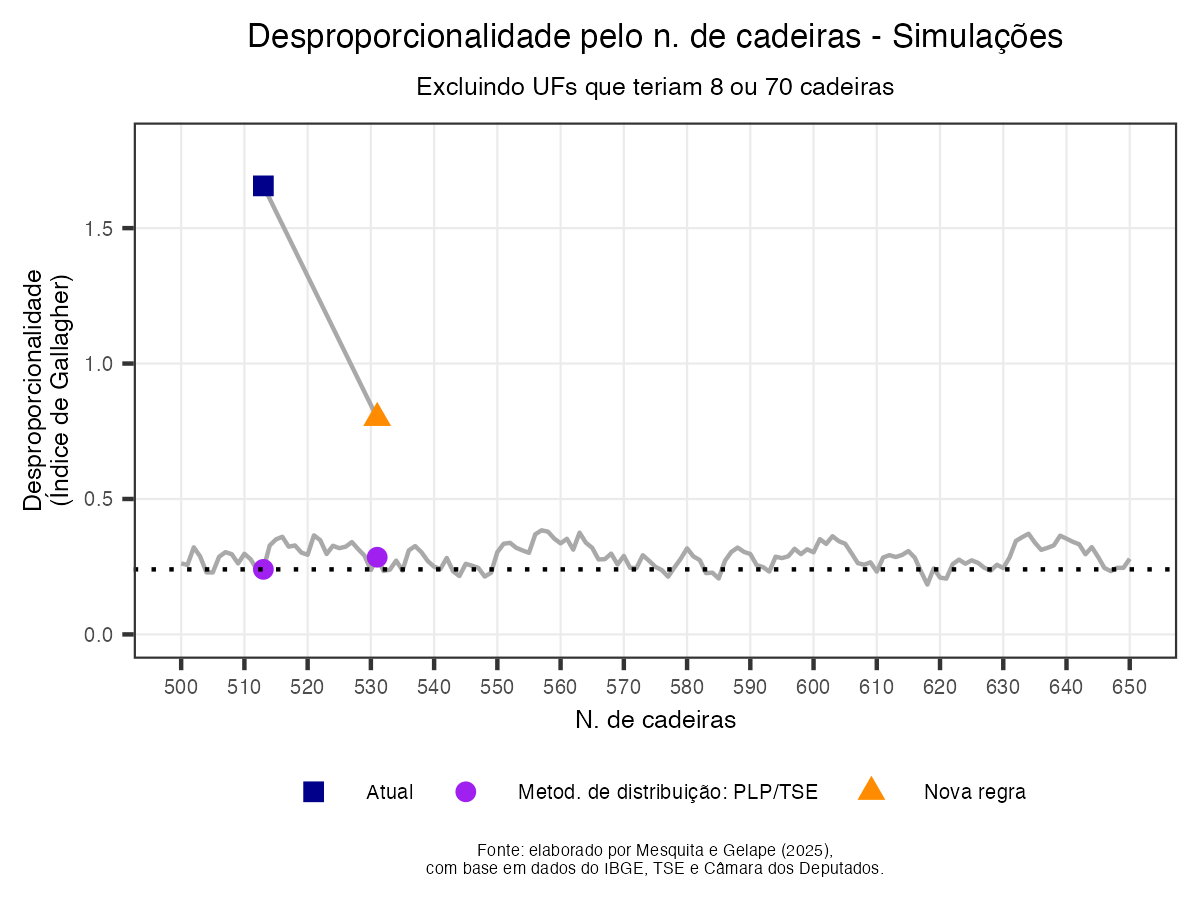 Desproporcionalidade pelo n. de cadeiras - Simulações
Excluindo UFs que teriam 8 ou 70 cadeiras
Desproporcionalidade
(Índice de Gallagher)
1.5
1.0
0.5
0.0
500 510 520 530 540 550 560 570 580 590 600 610 620 630 640 650
N. de cadeiras
Atual Metod. de distribuição: PLP/TSE Nova regra
Fonte: elaborado por Mesquita e Gelape (2025),
com base em dados do IBGE, TSE e Câmara dos Deputados.